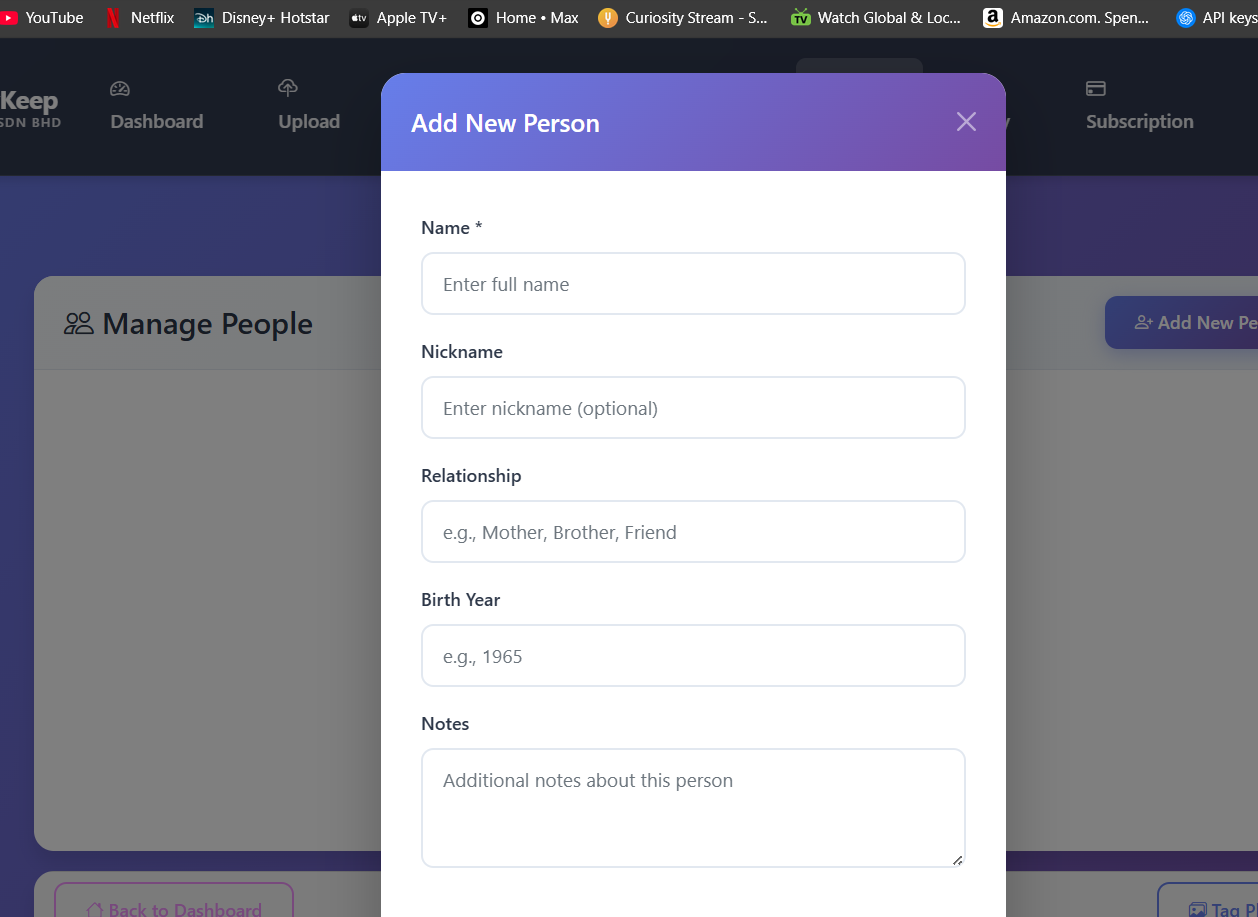 YouTube Netflix Disney+ Hotstar Apple TV+ Home • Max Curiosity Stream - S... Watch Global & Loc... Amazon.com. Spen... API keys
Keep
SDN BHD
Dashboard Upload Subscription
Add New Person
Name *
Enter full name
Manage People
Add New Pe
Nickname
Enter nickname (optional)
Relationship
e.g., Mother, Brother, Friend
Birth Year
e.g., 1965
Notes
Additional notes about this person
Back to Dashboard
Tag P